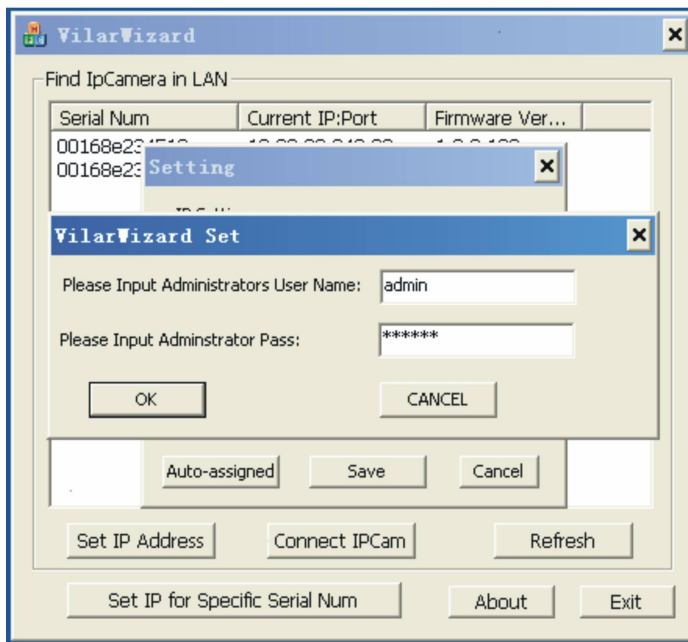 VilarWizard
Find IpCamera in LAN
Serial Num Current IP:Port Firmware Ver...
00168e23
Setting
VilarWizard Set
Please Input Administrators User Name: admin
Please Input Adminstrator Pass: ******
OK CANCEL
Auto-assigned Save Cancel
Set IP Address Connect IPCam Refresh
Set IP for Specific Serial Num About Exit